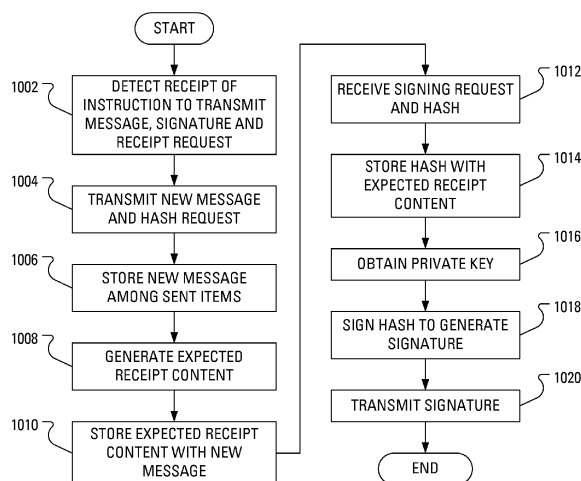 START
1002
DETECT RECEIPT OF
INSTRUCTION TO TRANSMIT
MESSAGE, SIGNATURE AND
RECEIPT REQUEST
1004
TRANSMIT NEW MESSAGE
AND HASH REQUEST
1006
STORE NEW MESSAGE
AMONG SENT ITEMS
1008
GENERATE EXPECTED
RECEIPT CONTENT
1010
STORE EXPECTED RECEIPT
CONTENT WITH NEW
MESSAGE
1012
RECEIVE SIGNING REQUEST
AND HASH
1014
STORE HASH WITH
EXPECTED RECEIPT
CONTENT
1016
OBTAIN PRIVATE KEY
1018
SIGN HASH TO GENERATE
SIGNATURE
1020
TRANSMIT SIGNATURE
END